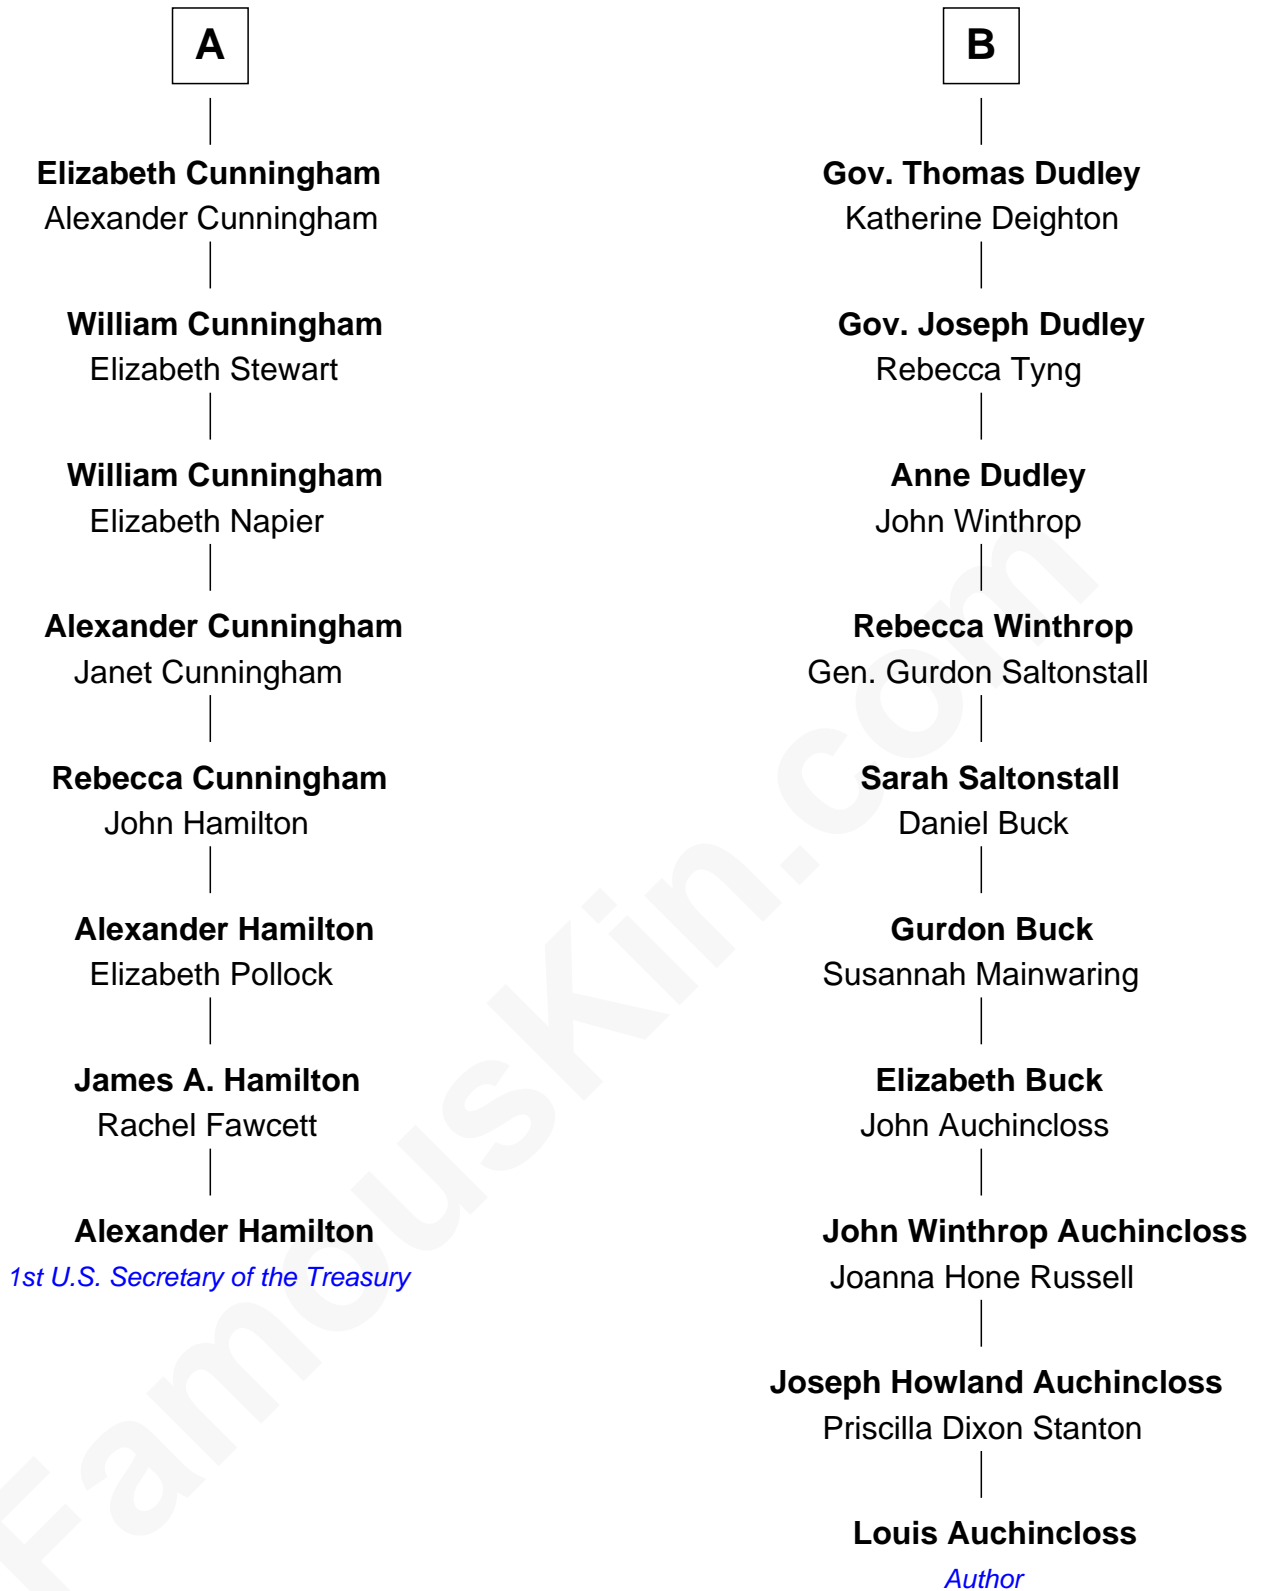 A
Elizabeth Cunningham
Alexander Cunningham
William Cunningham
Elizabeth Stewart
William Cunningham
Elizabeth Napier
Alexander Cunningham
Janet Cunningham
Rebecca Cunningham
John Hamilton
Alexander Hamilton
Elizabeth Pollock
James A. Hamilton
Rachel Fawcett
Alexander Hamilton
1st U.S. Secretary of the Treasury
B
Gov. Thomas Dudley
Katherine Deighton
Gov. Joseph Dudley
Rebecca Tyng
Anne Dudley
John Winthrop
Rebecca Winthrop
Gen. Gurdon Saltonstall
Sarah Saltonstall
Daniel Buck
Gurdon Buck
Susannah Mainwaring
Elizabeth Buck
John Auchincloss
John Winthrop Auchincloss
Joanna Hone Russell
Joseph Howland Auchincloss
Priscilla Dixon Stanton
Louis Auchincloss
Author
FamousKin.com